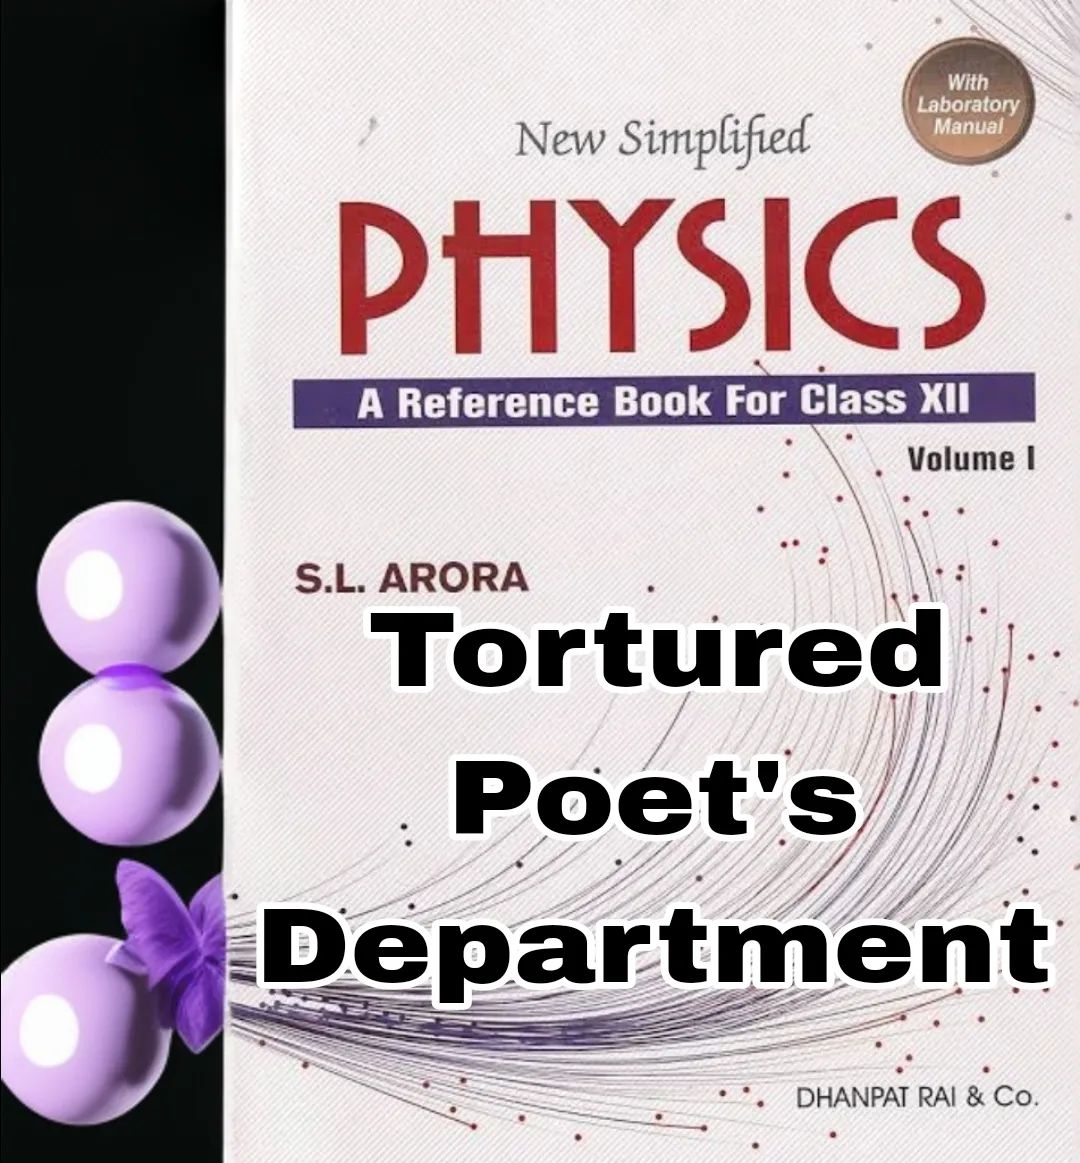 With
Laboratory
Manual
New Simplified
PHYSICS
A Reference Book For Class XII
Volume I
S.L. ARORA
Tortured
Poet's
Department
DHANPAT RAI & Co.